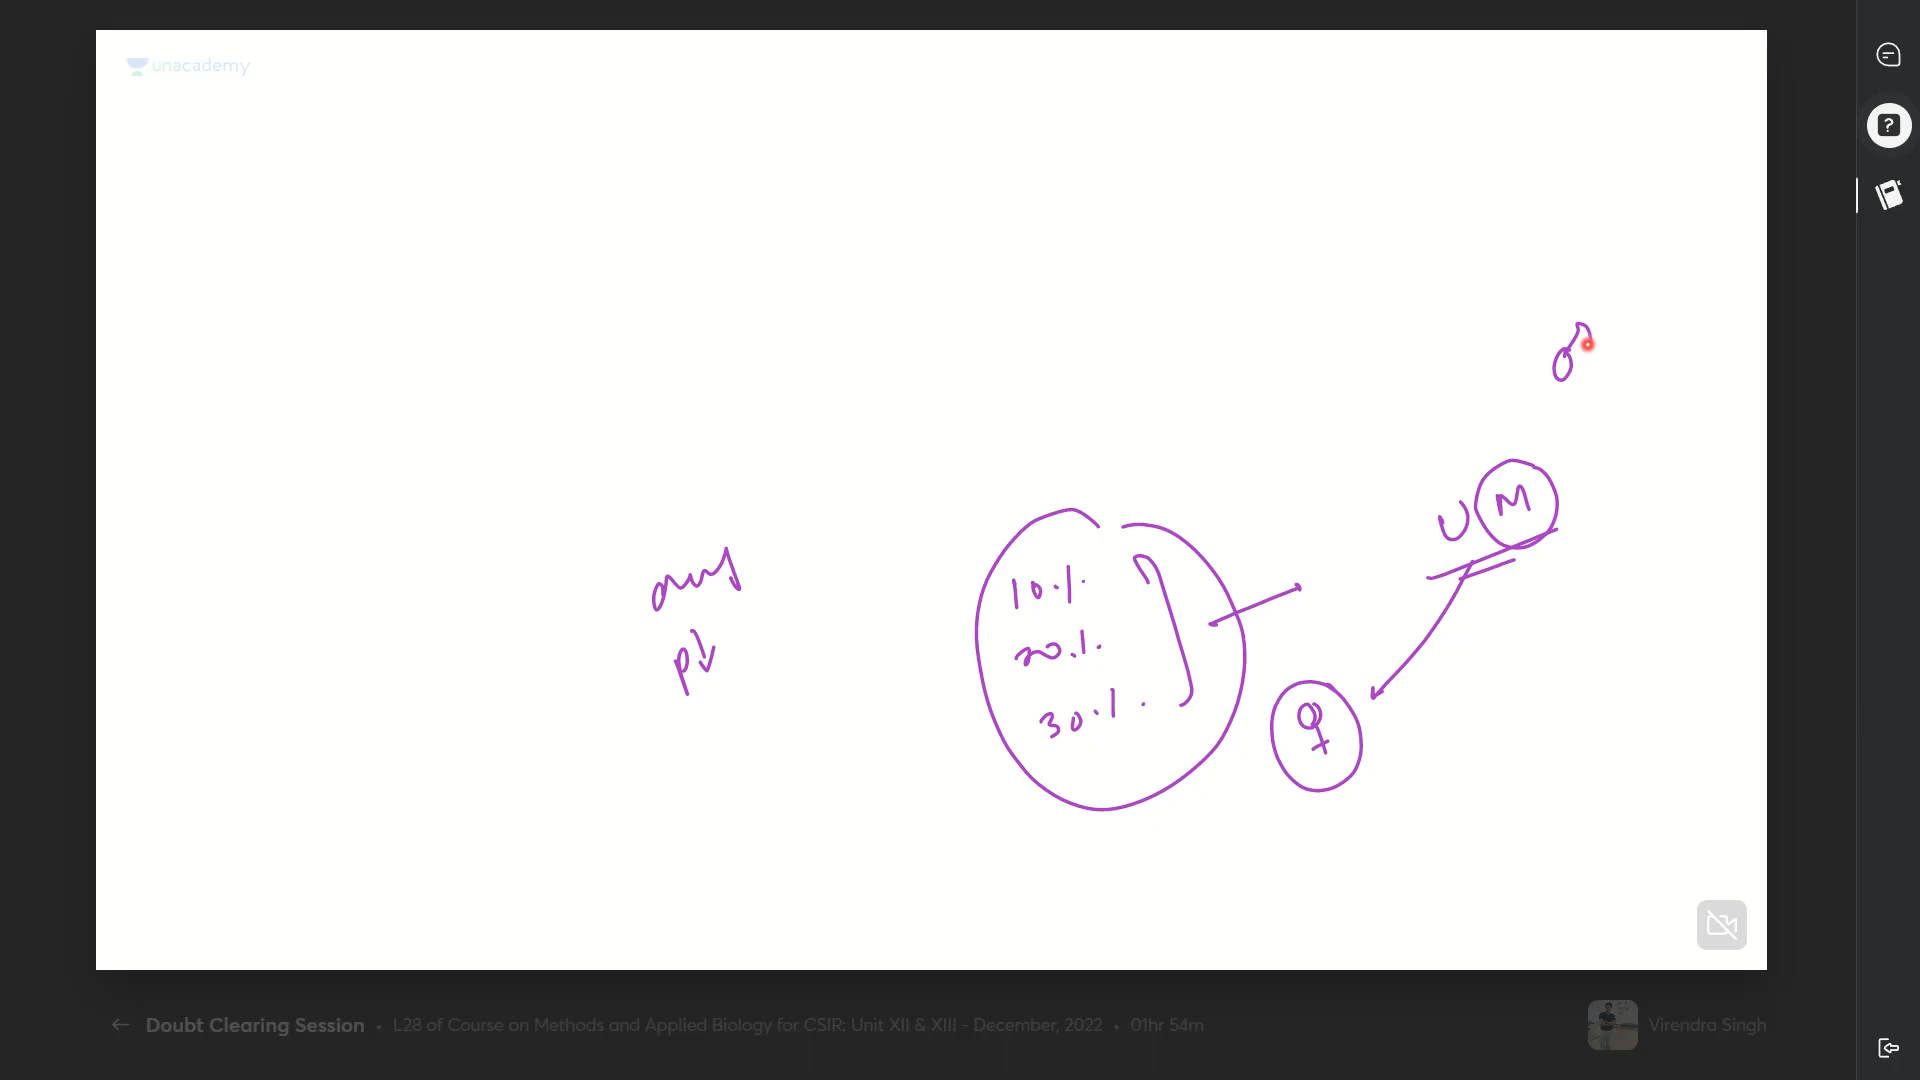 unacademy
♂
UM
10%
20%
30%
♀
Doubt Clearing Session • L28 of Course on Methods and Applied Biology for CSIR: Unit XII & XIII - December, 2022 • 01hr 54m
Virendra Singh